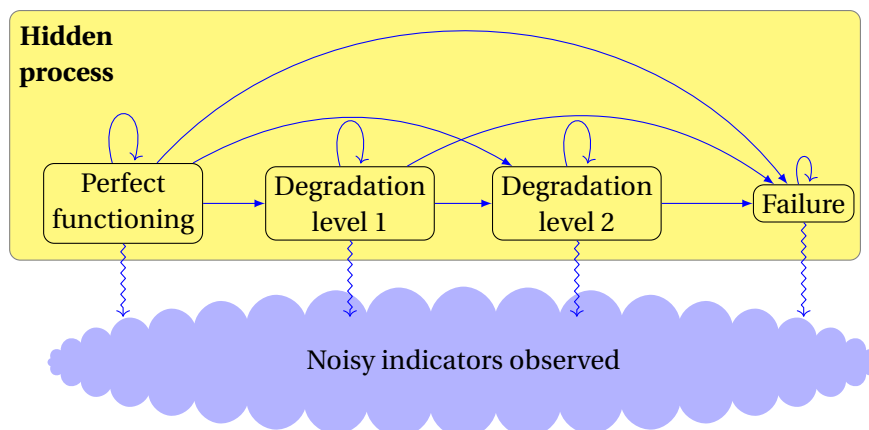 Hidden
process
Perfect
functioning
Degradation
level 1
Degradation
level 2
Failure
Noisy indicators observed